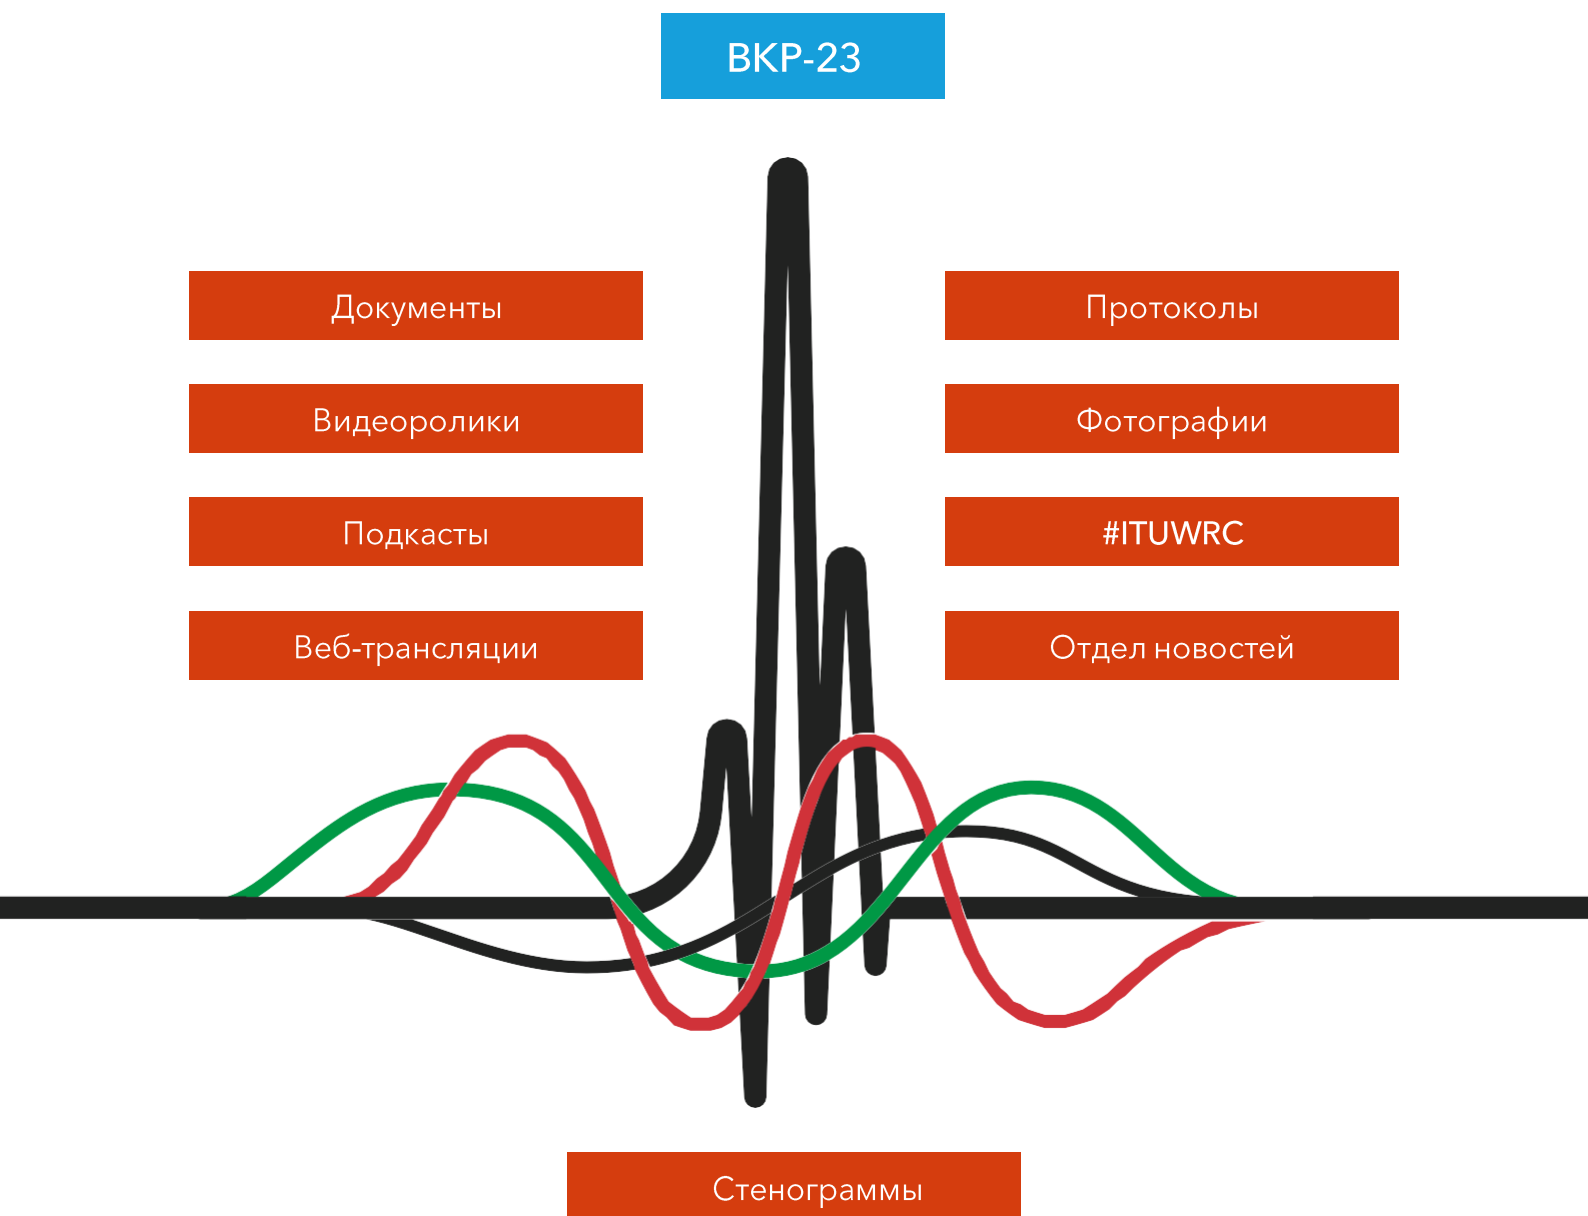 ВКР-23
Документы
Протоколы
Видеоролики
Фотографии
Подкасты
#ITUWRC
Веб-трансляции
Отдел новостей
Стенограммы